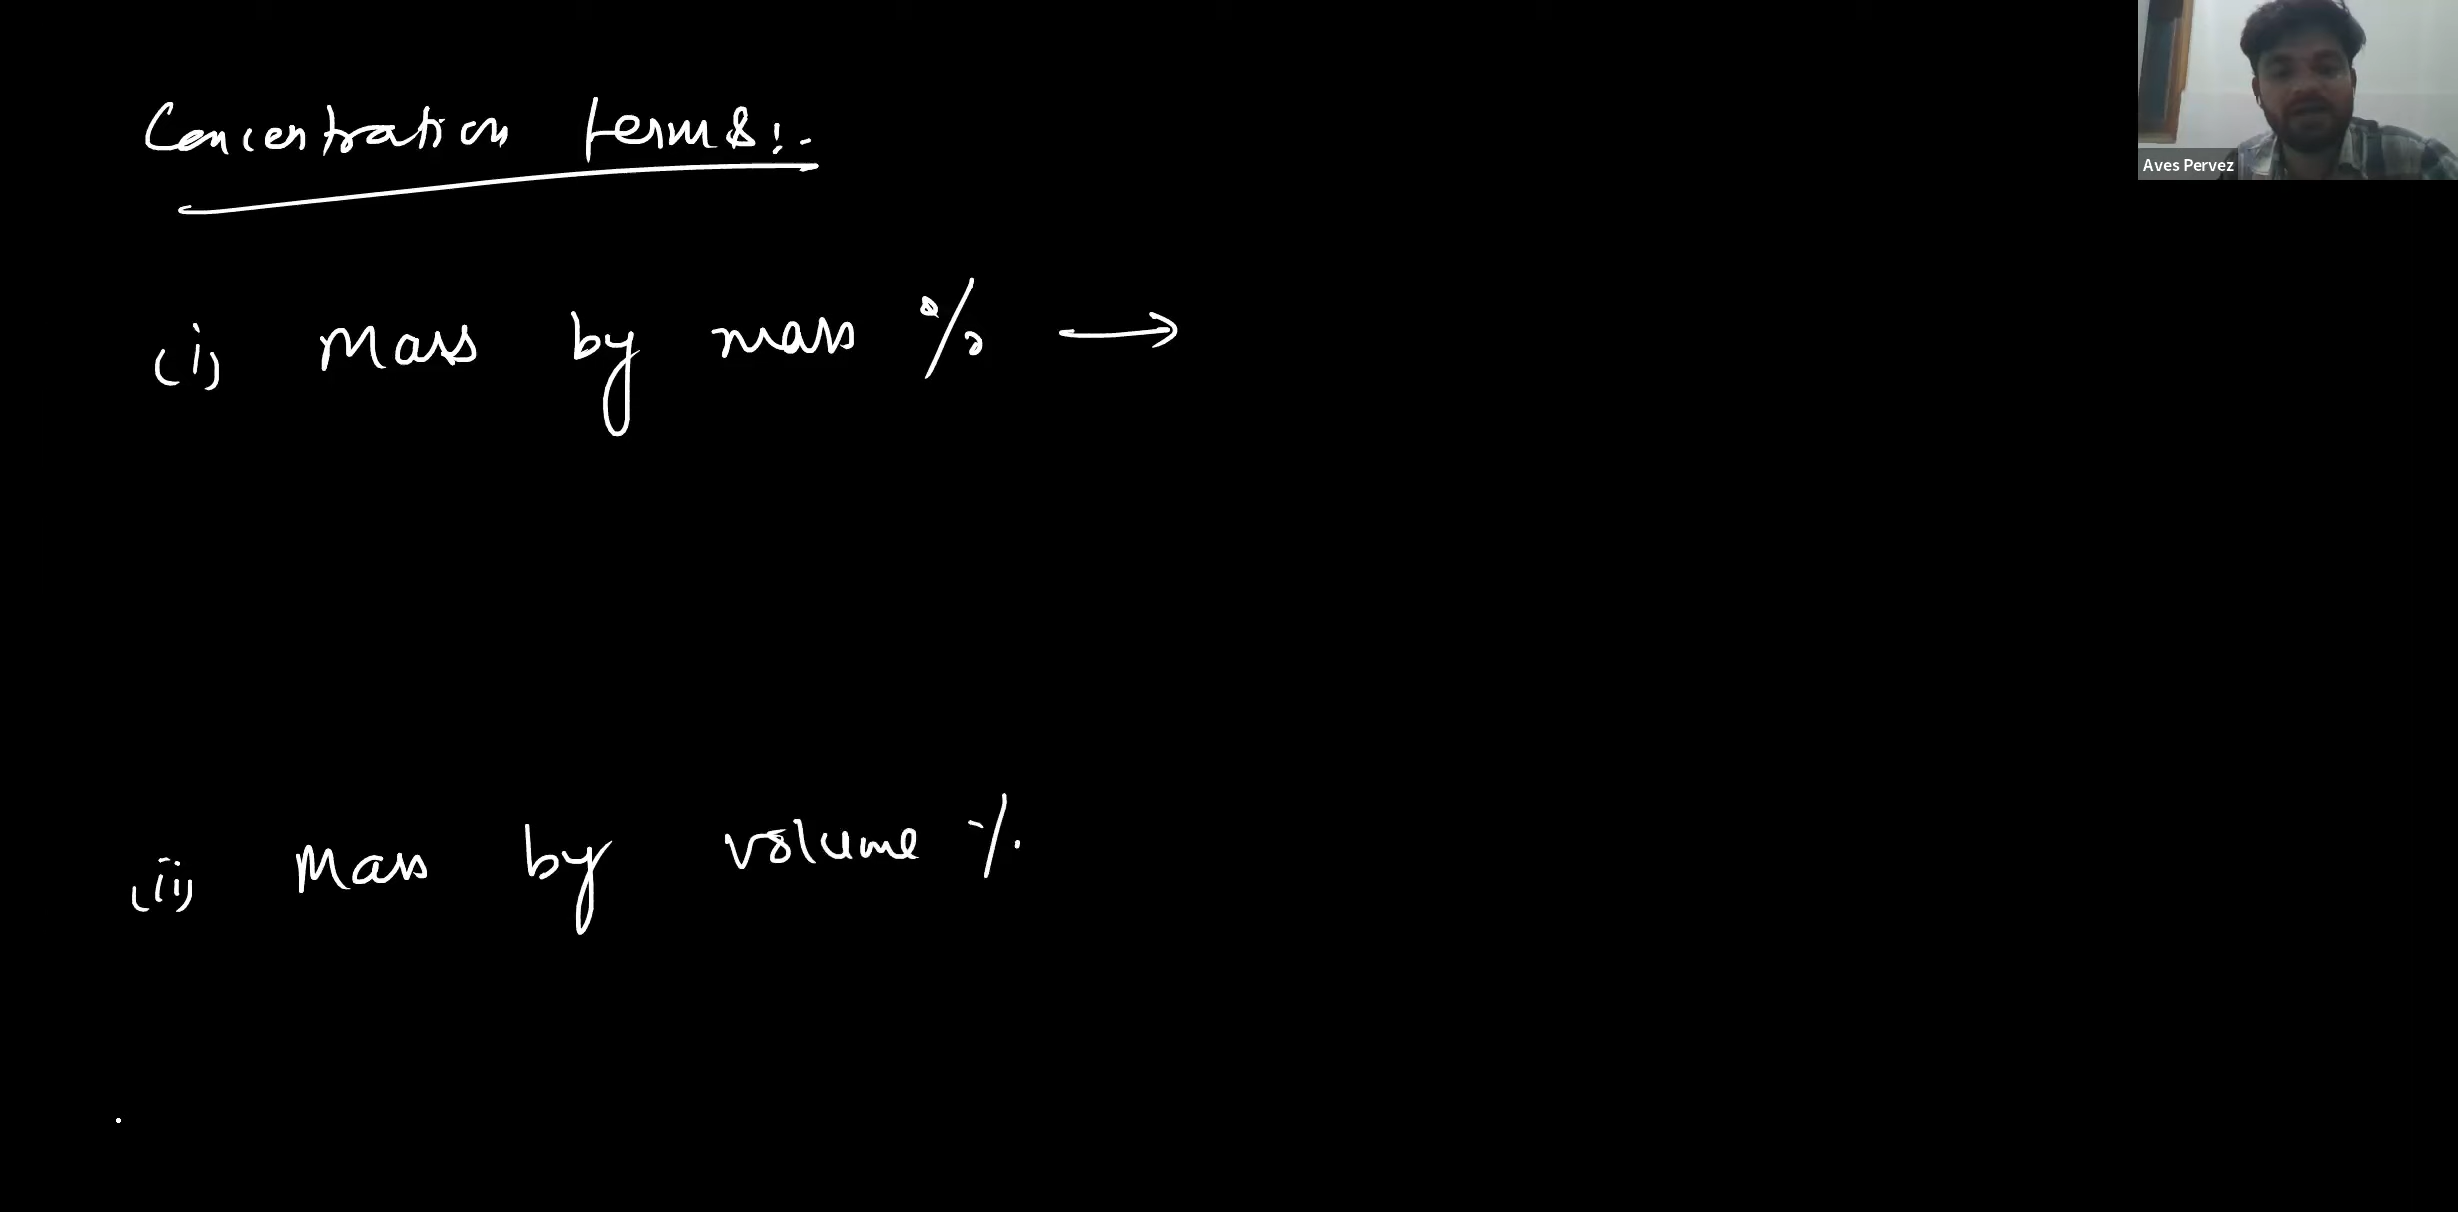 Concentration terms:-
Aves Pervez
(i) Mass by mass % →
(ii) Mass by volume %